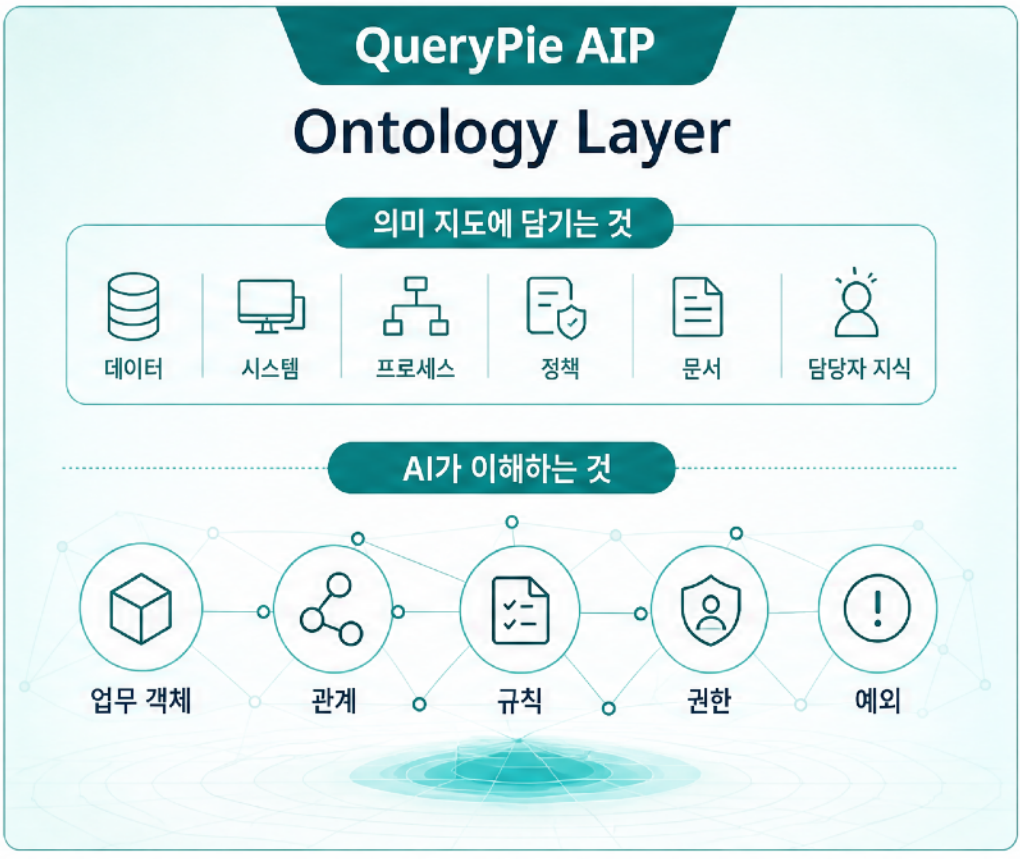 QueryPie AIP
Ontology Layer
의미 지도에 담기는 것
데이터
시스템
프로세스
정책
문서
담당자 지식
AI가 이해하는 것
업무 객체
관계
규칙
권한
예외